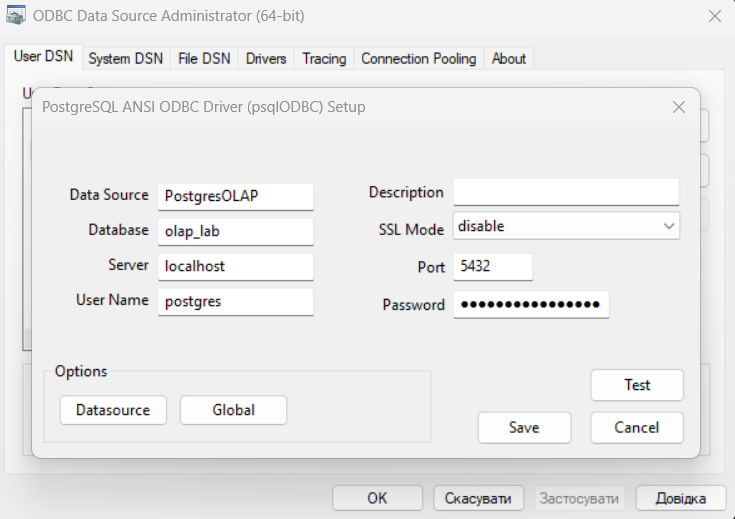 ODBC Data Source Administrator (64-bit)
User DSN System DSN File DSN Drivers Tracing Connection Pooling About
PostgreSQL ANSI ODBC Driver (psqlODBC) Setup
Data Source PostgresOLAP Description
Database olap_lab SSL Mode disable
Server localhost Port 5432
User Name postgres Password ●●●●●●●●●●●●●●●●
Options
Datasource Global Test
Save Cancel
OK Скасувати Застосувати Довідка